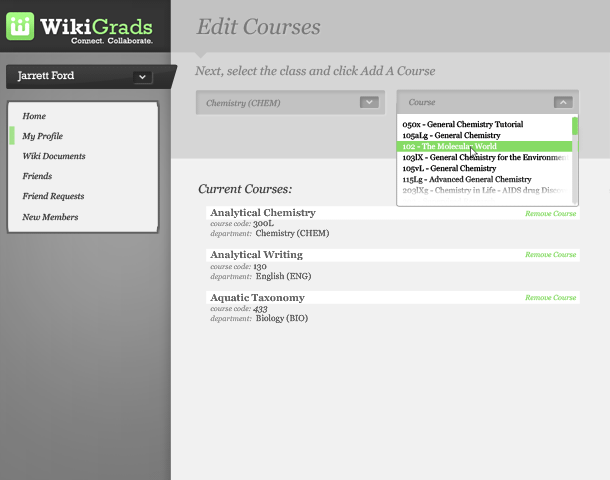 WikiGrads
Connect. Collaborate.
Jarrett Ford
Home
My Profile
Wiki Documents
Friends
Friend Requests
New Members
Edit Courses
Next, select the class and click Add A Course
Chemistry (CHEM)
Course
050x - General Chemistry Tutorial
105aLg - General Chemistry
102 - The Molecular World
103lX - General Chemistry for the Environmen
105vL - General Chemistry
115Lg - Advanced General Chemistry
203lXg - Chemistry in Life - AIDS drug Disco
Current Courses:
Analytical Chemistry
Remove Course
course code: 300L
department: Chemistry (CHEM)
Analytical Writing
Remove Course
course code: 130
department: English (ENG)
Aquatic Taxonomy
Remove Course
course code: 433
department: Biology (BIO)